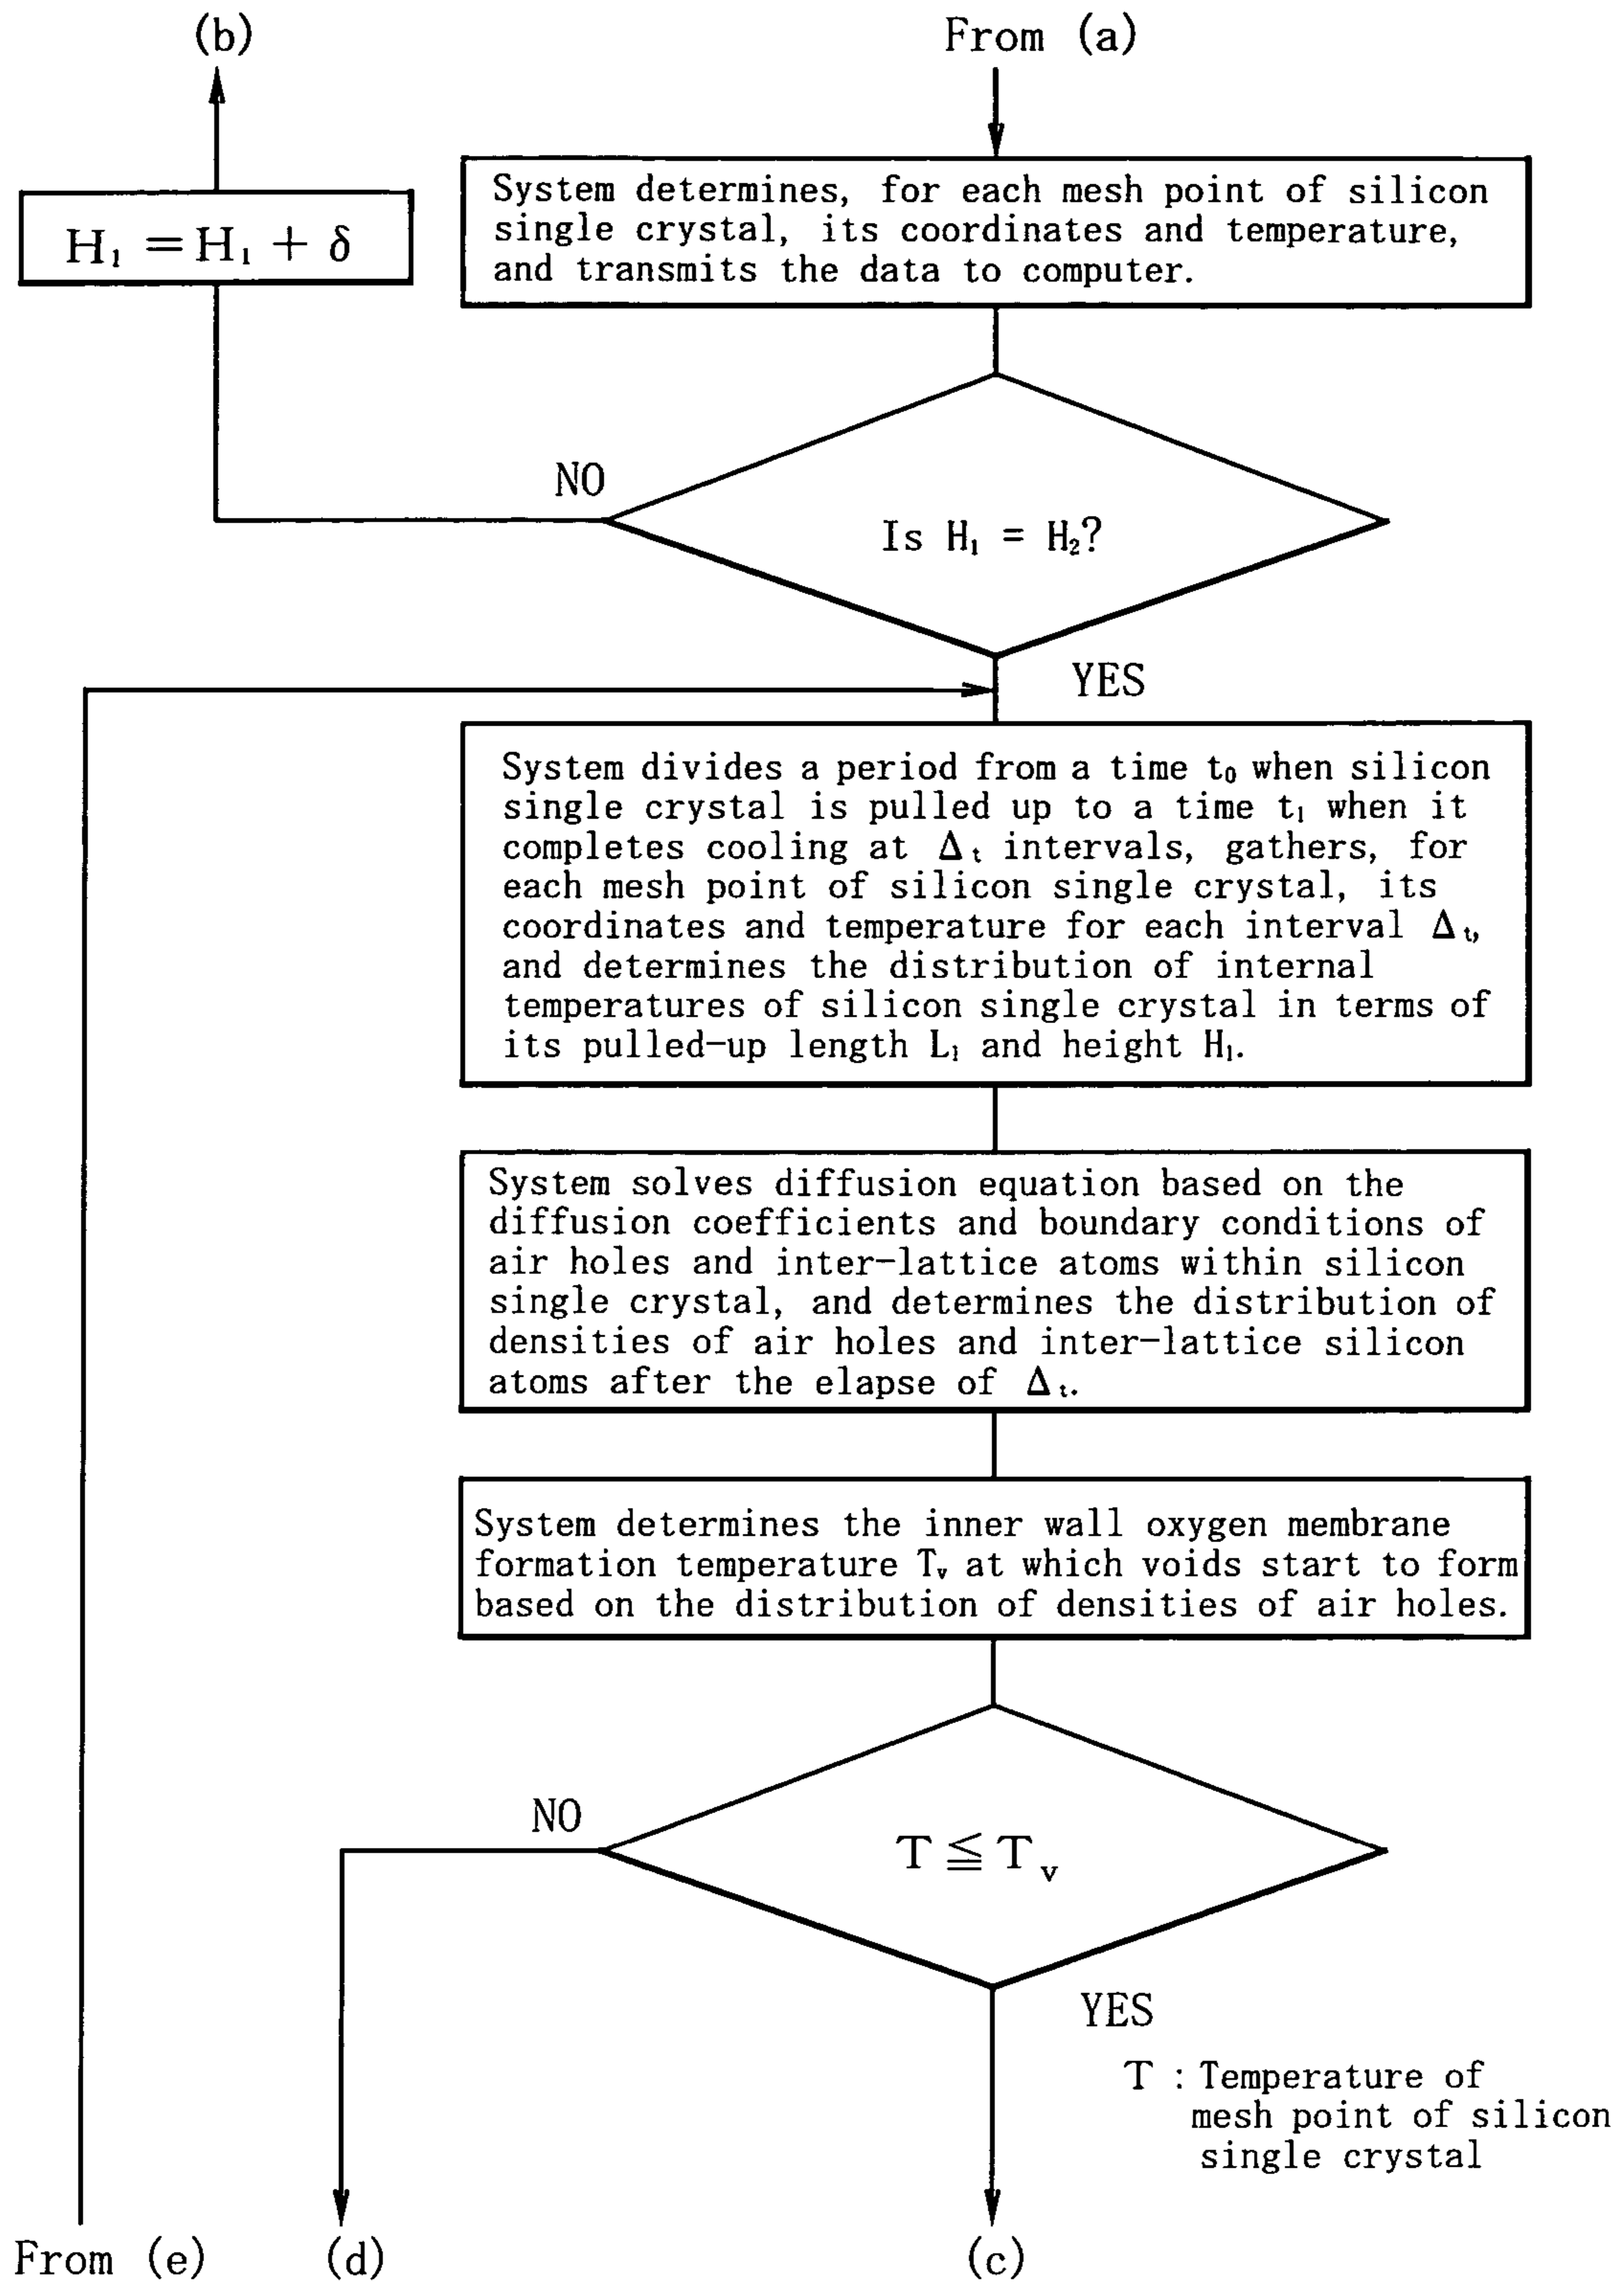 (b)
From (a)
H₁ = H₁ + δ
System determines, for each mesh point of silicon
single crystal, its coordinates and temperature,
and transmits the data to computer.
NO
Is H₁ = H₂?
YES
System divides a period from a time t₀ when silicon
single crystal is pulled up to a time t₁ when it
completes cooling at Δt intervals, gathers, for
each mesh point of silicon single crystal, its
coordinates and temperature for each interval Δt,
and determines the distribution of internal
temperatures of silicon single crystal in terms of
its pulled-up length L₁ and height H₁.
System solves diffusion equation based on the
diffusion coefficients and boundary conditions of
air holes and inter-lattice atoms within silicon
single crystal, and determines the distribution of
densities of air holes and inter-lattice silicon
atoms after the elapse of Δt.
System determines the inner wall oxygen membrane
formation temperature Tᵥ at which voids start to form
based on the distribution of densities of air holes.
NO
T ≦ Tᵥ
YES
T : Temperature of
mesh point of silicon
single crystal
From (e)
(d)
(c)